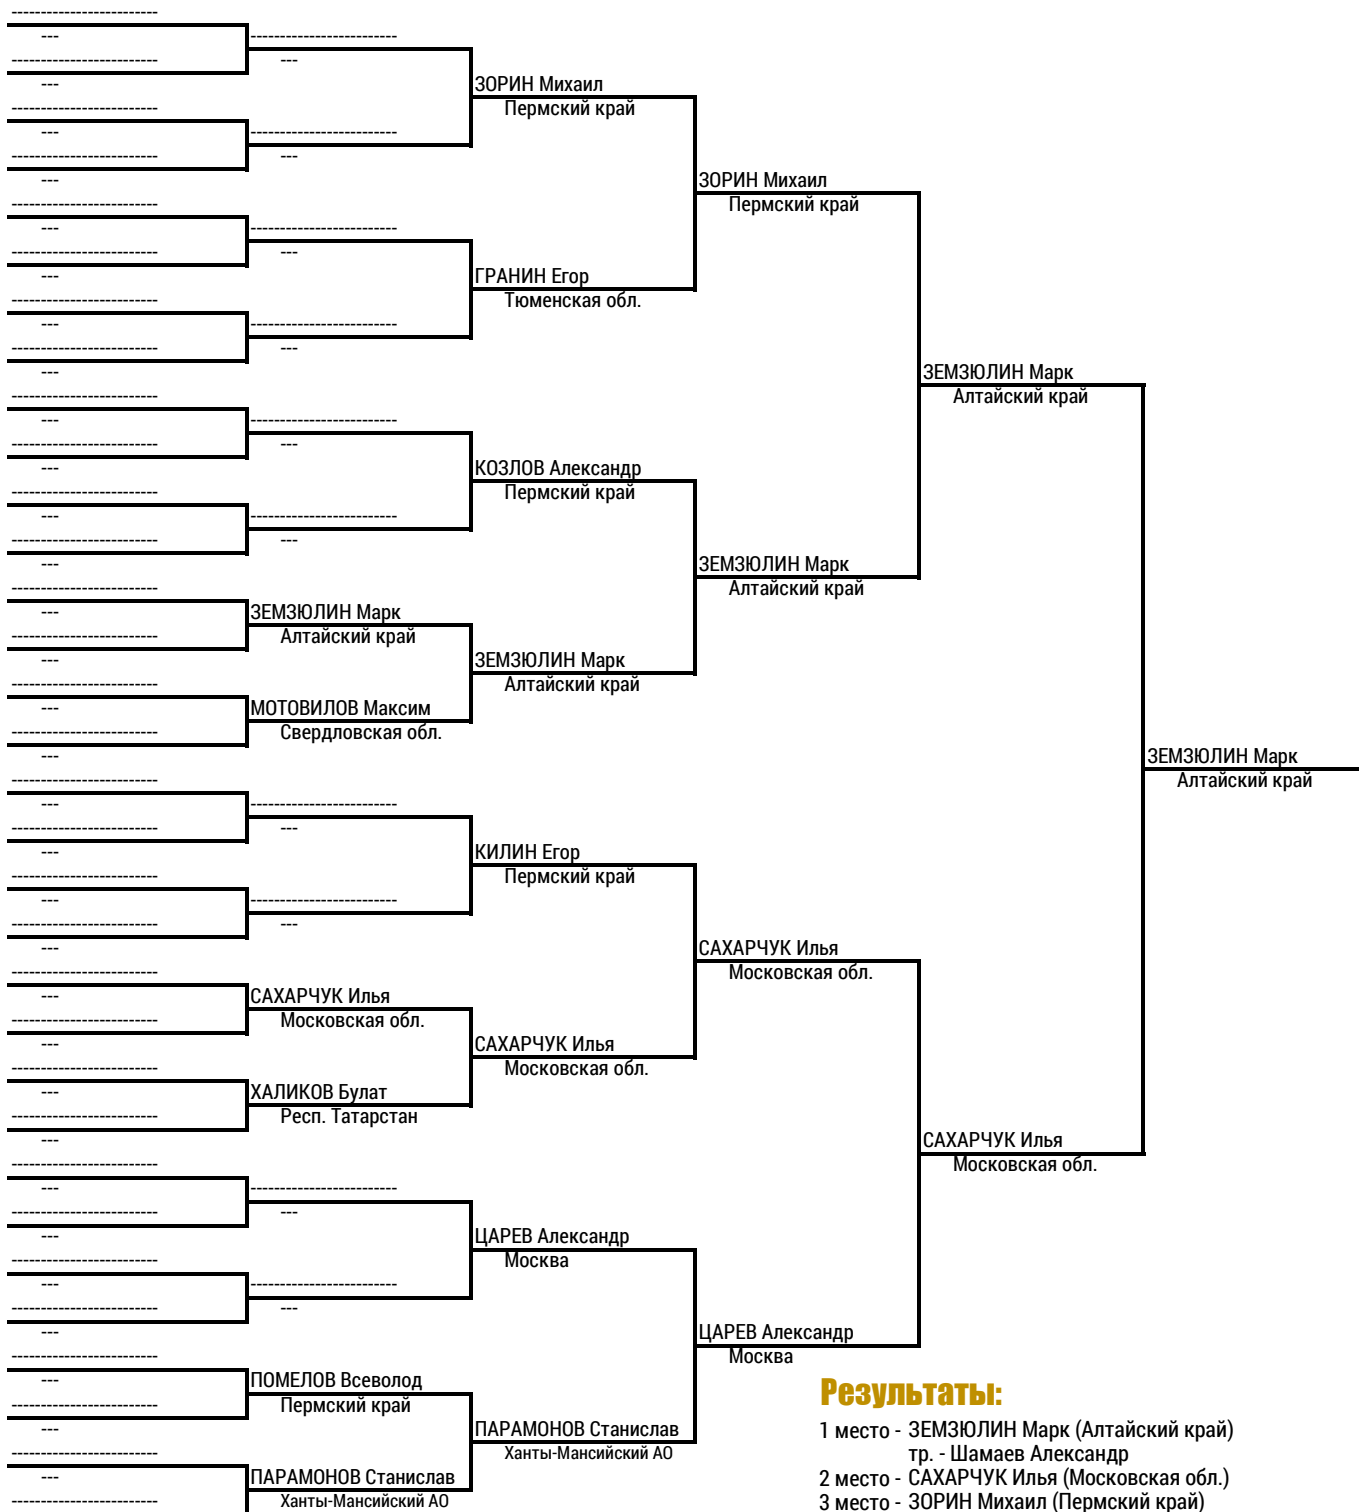 ЗОРИН Михаил
Пермский край
ЗОРИН Михаил
Пермский край
ГРАНИН Егор
Тюменская обл.
ЗЕМЗЮЛИН Марк
Алтайский край
КОЗЛОВ Александр
Пермский край
ЗЕМЗЮЛИН Марк
Алтайский край
ЗЕМЗЮЛИН Марк
Алтайский край
ЗЕМЗЮЛИН Марк
Алтайский край
МОТОВИЛОВ Максим
Свердловская обл.
ЗЕМЗЮЛИН Марк
Алтайский край
КИЛИН Егор
Пермский край
САХАРЧУК Илья
Московская обл.
САХАРЧУК Илья
Московская обл.
САХАРЧУК Илья
Московская обл.
ХАЛИКОВ Булат
Респ. Татарстан
САХАРЧУК Илья
Московская обл.
ЦАРЕВ Александр
Москва
ЦАРЕВ Александр
Москва
ПОМЕЛОВ Всеволод
Пермский край
ПАРАМОНОВ Станислав
Ханты-Мансийский АО
ПАРАМОНОВ Станислав
Ханты-Мансийский АО
Результаты:
1 место - ЗЕМЗЮЛИН Марк (Алтайский край)
тр. - Шамаев Александр
2 место - САХАРЧУК Илья (Московская обл.)
3 место - ЗОРИН Михаил (Пермский край)